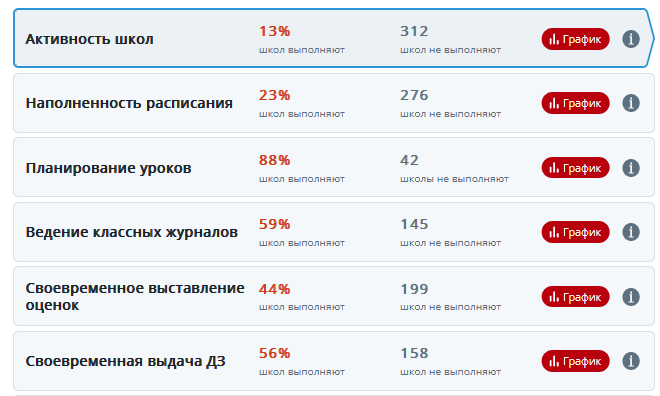 Активность школ
13%
школ выполняют
312
школ не выполняют
График
Наполненность расписания
23%
школ выполняют
276
школ не выполняют
График
Планирование уроков
88%
школ выполняют
42
школы не выполняют
График
Ведение классных журналов
59%
школ выполняют
145
школ не выполняют
График
Своевременное выставление
оценок
44%
школ выполняют
199
школ не выполняют
График
Своевременная выдача ДЗ
56%
школ выполняют
158
школ не выполняют
График